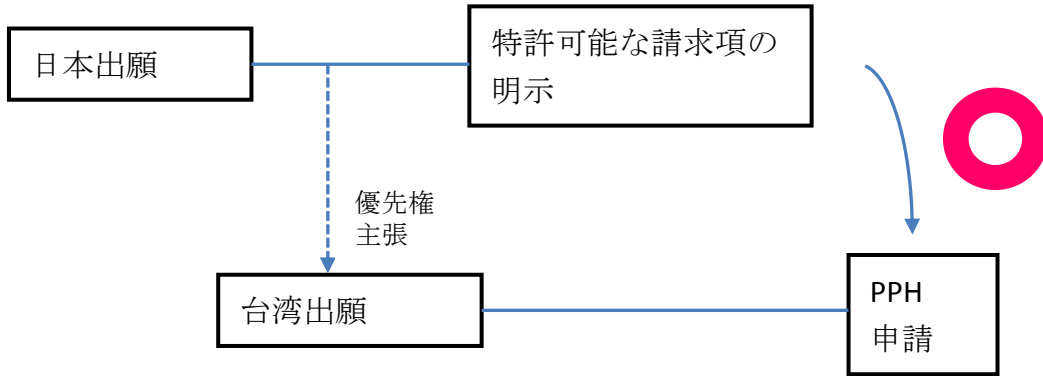 日本出願
特許可能な請求項の
明示
優先権
主張
台湾出願
PPH
申請